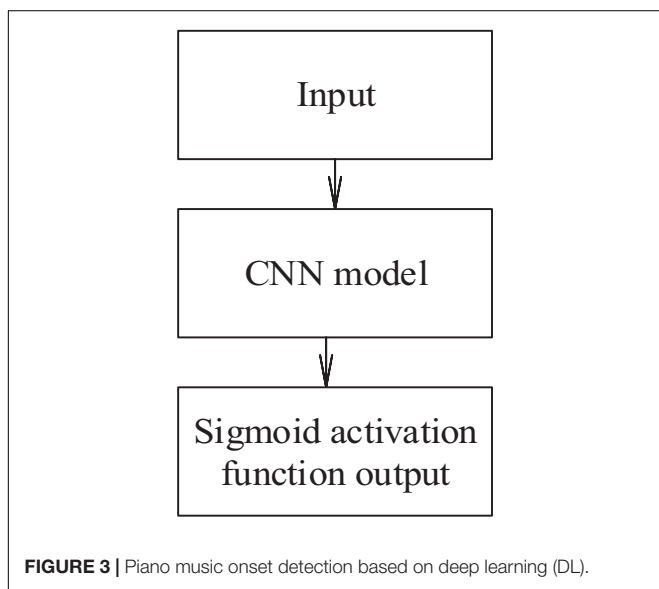 Input
CNN model
Sigmoid activation
function output
FIGURE 3 | Piano music onset detection based on deep learning (DL).